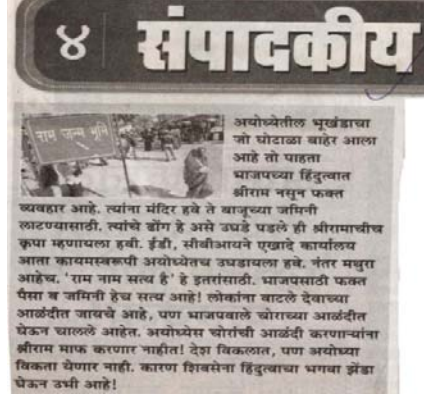 ४ संपादकीय
राम जन्म भूमि
अयोध्येतील भूखंडाचा
जो घोटाळा बाहेर आला
आहे तो पाहता
भाजपच्या हिंदुत्वात
श्रीराम नसून फक्त
व्यवहार आहे. त्यांना मंदिर हवे ते बाजूच्या जमिनी
लाटण्यासाठी. त्यांचे ढोंग हे असे उघडे पडले ही श्रीरामाचीच
कृपा म्हणायला हवी. ईडी, सीबीआयने एखादे कार्यालय
आता कायमस्वरूपी अयोध्येतच उघडायला हवे. नंतर मथुरा
आहेच. 'राम नाम सत्य है' हे इतरांसाठी. भाजपसाठी फक्त
पैसा व जमिनी हेच सत्य आहे! लोकांना वाटले देवाच्या
आळंदीत जायचे आहे, पण भाजपवाले चोराच्या आळंदीत
घेऊन चालले आहेत. अयोध्येस चोरांची आळंदी करणाऱ्यांना
श्रीराम माफ करणार नाहीत! देश विकलात, पण अयोध्या
विकता येणार नाही. कारण शिवसेना हिंदुत्वाचा भगवा झेंडा
घेऊन उभी आहे!